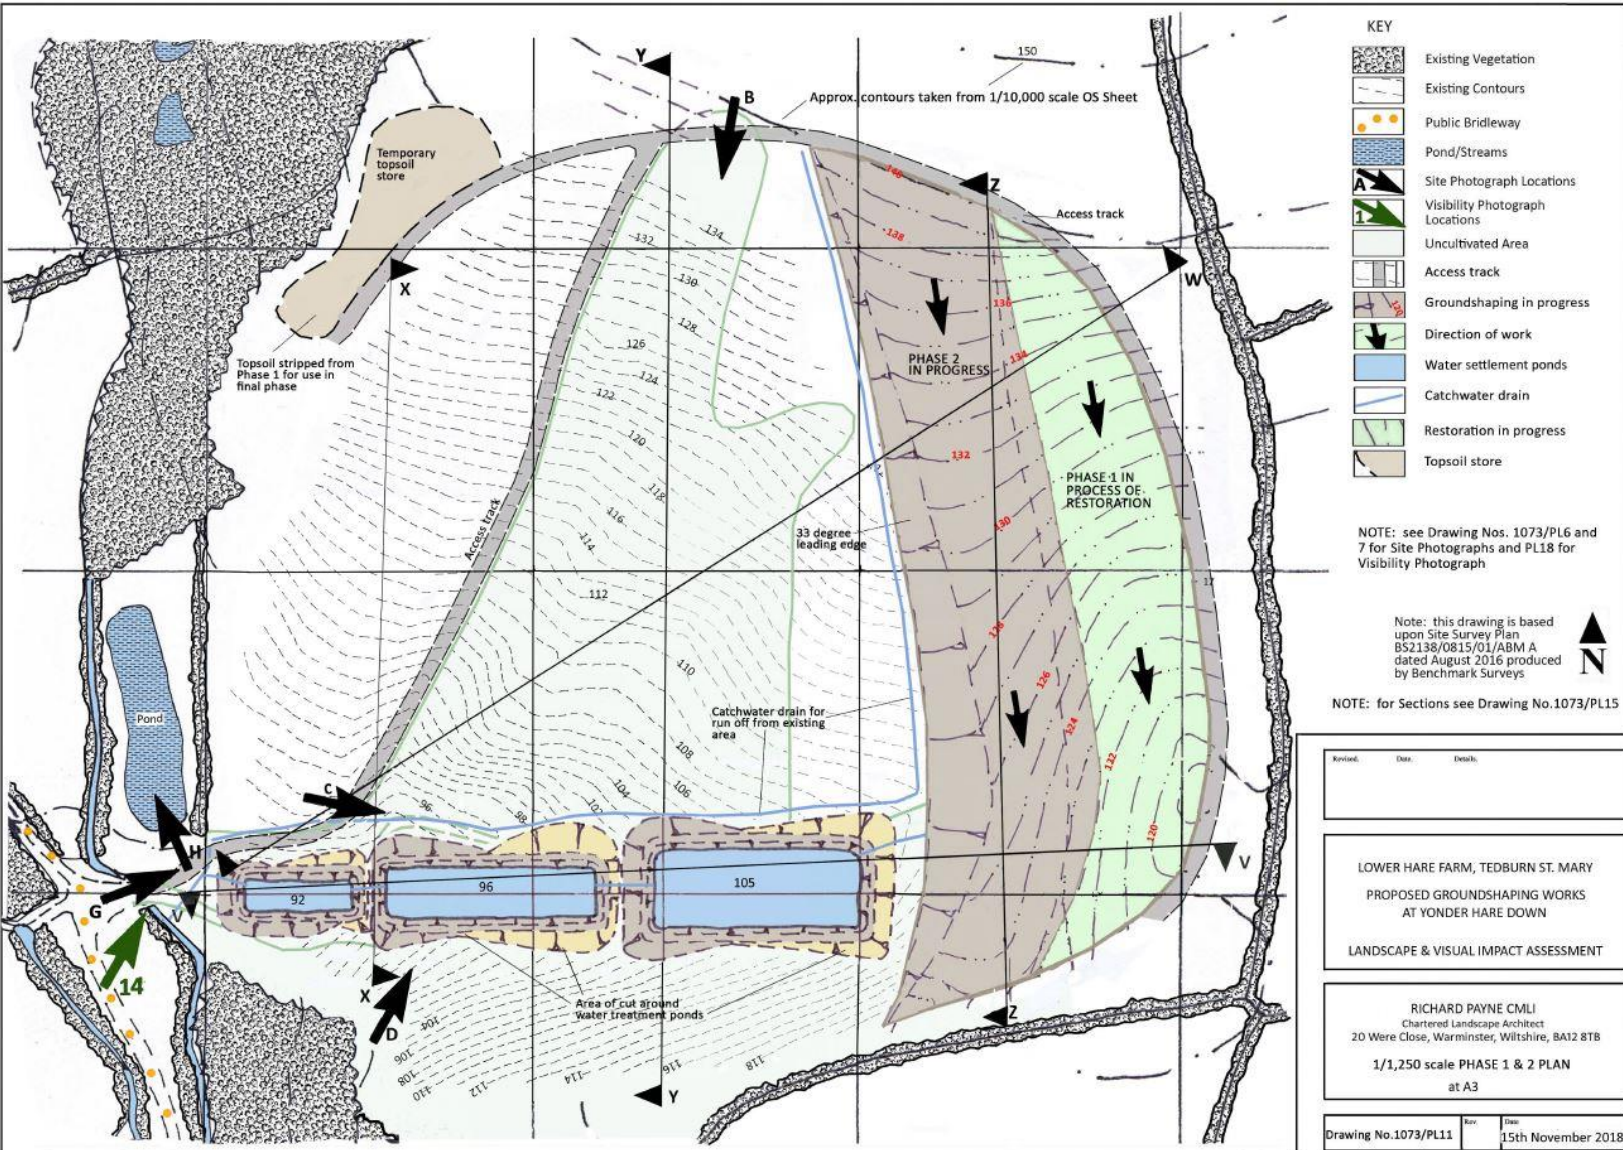 Y
B
150
Approx. contours taken from 1/10,000 scale OS Sheet
Temporary
topsoil
store
140
Z
Access track
138
134
132
X
130
W
136
128
126
PHASE 2
IN PROGRESS
134
Topsoil stripped from
Phase 1 for use in
final phase
124
122
120
132
118
PHASE 1 IN
PROCESS OF
RESTORATION
Access track
116
130
33 degree
leading edge
114
112
128
110
126
Pond
Catchwater drain for
run off from existing
area
124
108
132
104
106
C
96
98
102
120
H
V
92
96
105
G
V
14
X
D
Area of cut around
water treatment ponds
Z
104
106
108
110
112
114
116
118
Y
KEY
Existing Vegetation
Existing Contours
Public Bridleway
Pond/Streams
A
Site Photograph Locations
1
Visibility Photograph
Locations
Uncultivated Area
Access track
120
Groundshaping in progress
Direction of work
Water settlement ponds
Catchwater drain
Restoration in progress
Topsoil store
NOTE: see Drawing Nos. 1073/PL6 and
7 for Site Photographs and PL18 for
Visibility Photograph
Note: this drawing is based
upon Site Survey Plan
BS2138/0815/01/ABM A
dated August 2016 produced
by Benchmark Surveys
N
NOTE: for Sections see Drawing No.1073/PL15
Revised. Date. Details.
LOWER HARE FARM, TEDBURN ST. MARY
PROPOSED GROUNDSHAPING WORKS
AT YONDER HARE DOWN
LANDSCAPE & VISUAL IMPACT ASSESSMENT
RICHARD PAYNE CMLI
Chartered Landscape Architect
20 Were Close, Warminster, Wiltshire, BA12 8TB
1/1,250 scale PHASE 1 & 2 PLAN
at A3
Drawing No.1073/PL11
Rev
Date
15th November 2018